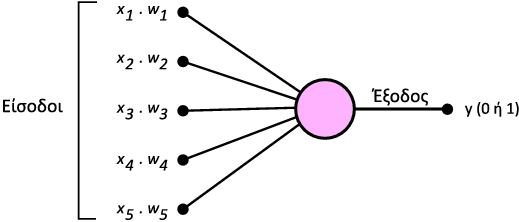 x1 . w1
x2 . w2
Είσοδοι
x3 . w3
x4 . w4
x5 . w5
Έξοδος
y (0 ή 1)